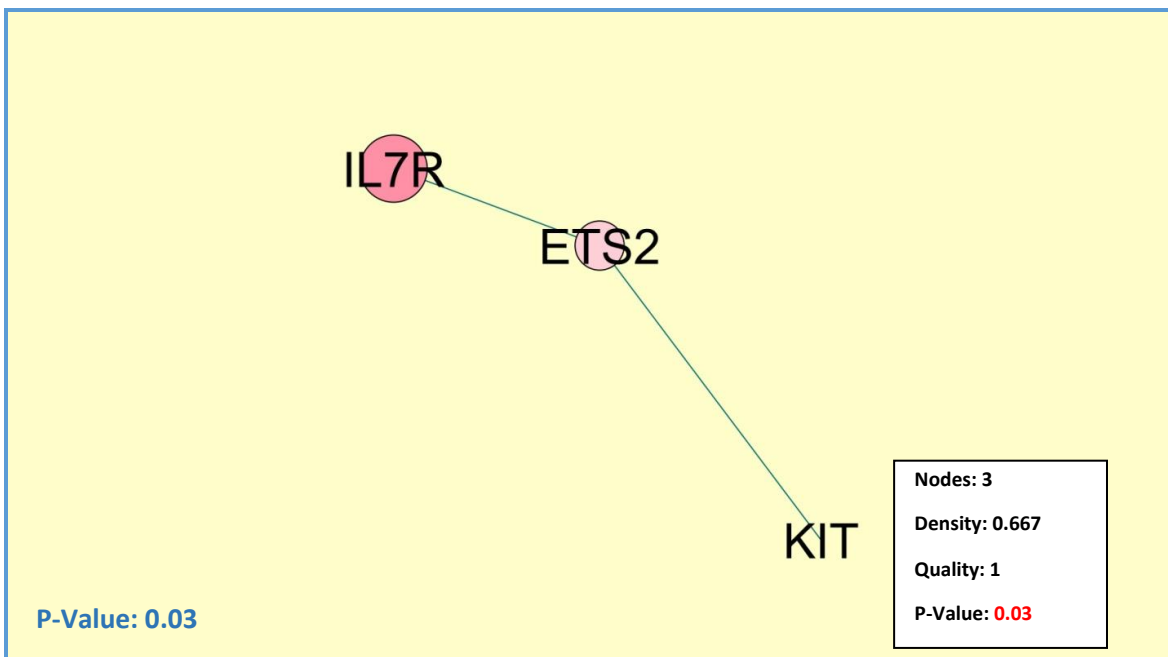 IL7R
ETS2
KIT
Nodes: 3
Density: 0.667
Quality: 1
P-Value: 0.03
P-Value: 0.03